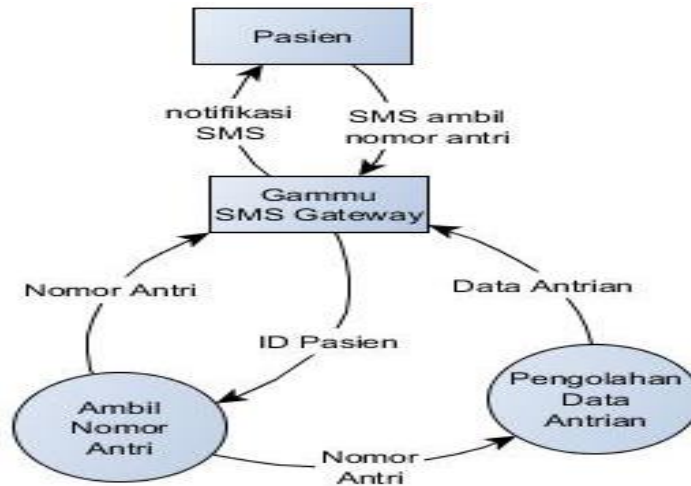 Pasien
notifikasi
SMS
SMS ambil
nomor antri
Gammu
SMS Gateway
Nomor Antri
Data Antrian
ID Pasien
Ambil
Nomor
Antri
Pengolahan
Data
Antrian
Nomor
Antri